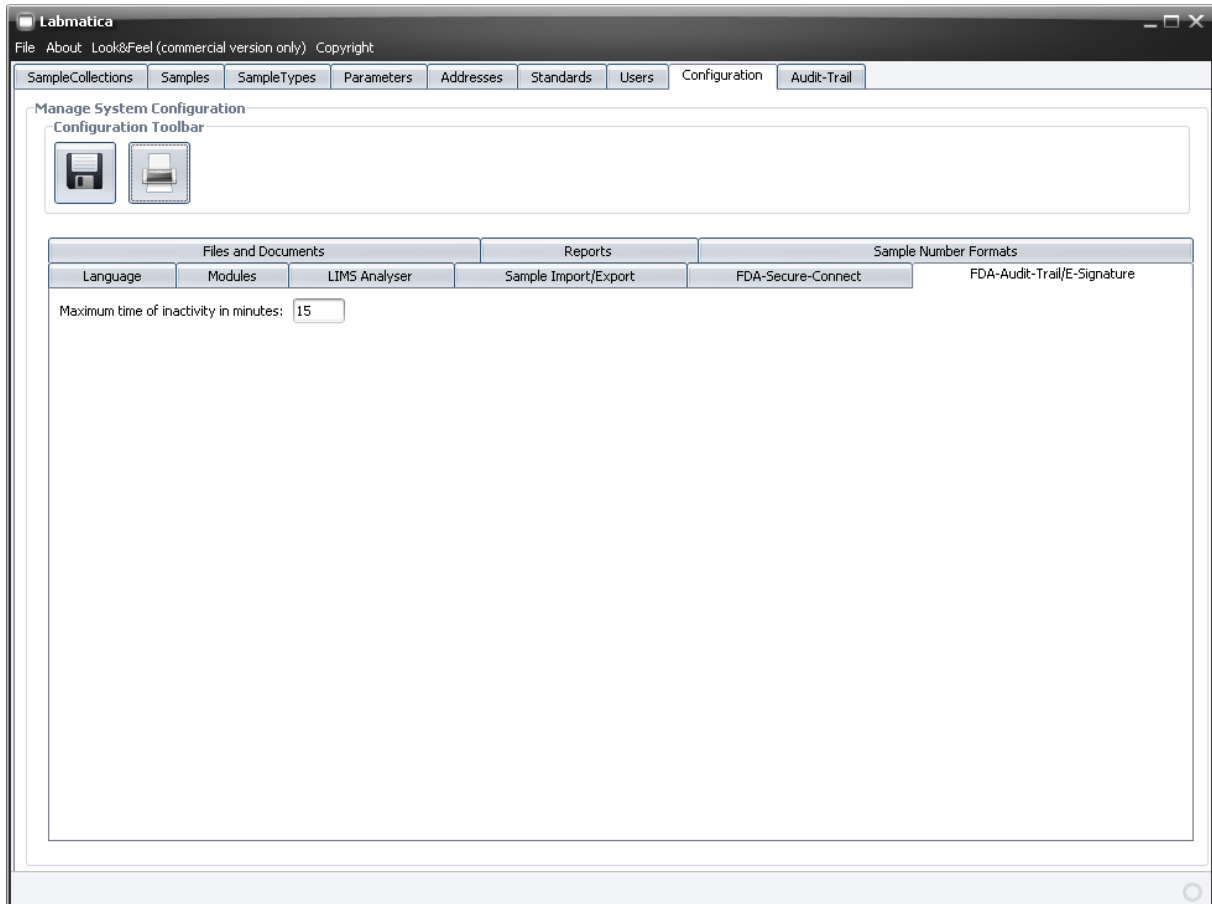 Labmatica
File About Look&Feel (commercial version only) Copyright
SampleCollections Samples SampleTypes Parameters Addresses Standards Users Configuration Audit-Trail
Manage System Configuration
Configuration Toolbar
Files and Documents Reports Sample Number Formats
Language Modules LIMS Analyser Sample Import/Export FDA-Secure-Connect FDA-Audit-Trail/E-Signature
Maximum time of inactivity in minutes: 15